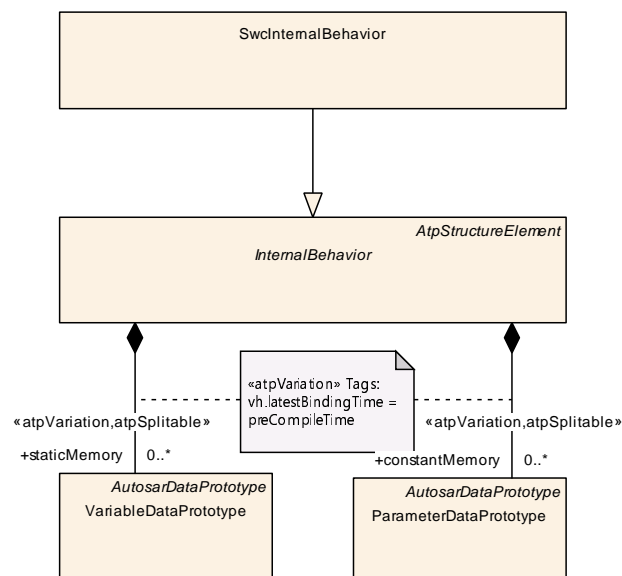 SwcInternalBehavior
AtpStructureElement
InternalBehavior
«atpVariation» Tags:
vh.latestBindingTime =
preCompileTime
«atpVariation,atpSplitable»
«atpVariation,atpSplitable»
+staticMemory 0..*
+constantMemory 0..*
AutosarDataPrototype
VariableDataPrototype
AutosarDataPrototype
ParameterDataPrototype